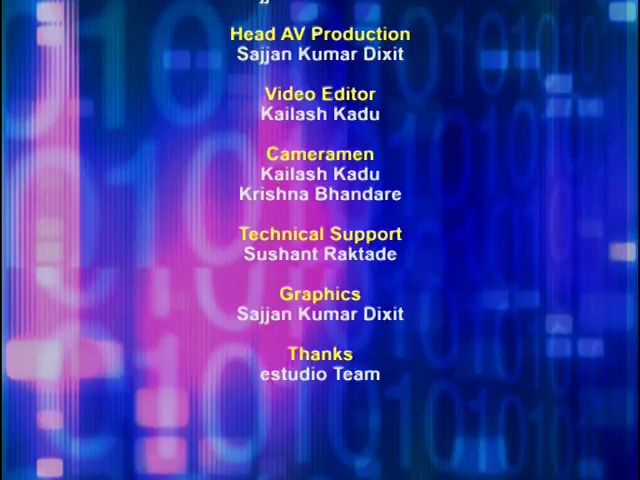 Head AV Production
Sajjan Kumar Dixit
Video Editor
Kailash Kadu
Cameramen
Kailash Kadu
Krishna Bhandare
Technical Support
Sushant Raktade
Graphics
Sajjan Kumar Dixit
Thanks
estudio Team